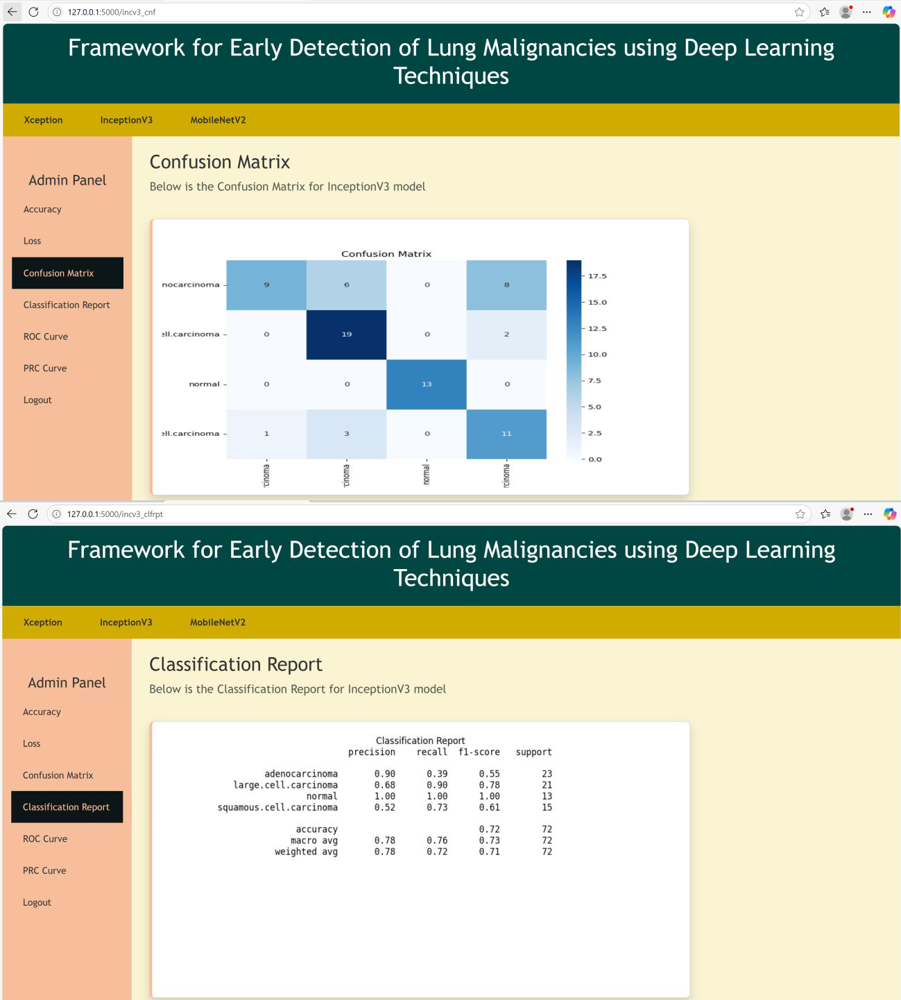 127.0.0.1:5000/incv3_cnf
Framework for Early Detection of Lung Malignancies using Deep Learning
Techniques
Xception InceptionV3 MobileNetV2
Admin Panel
Accuracy
Loss
Confusion Matrix
Classification Report
ROC Curve
PRC Curve
Logout
Confusion Matrix
Below is the Confusion Matrix for InceptionV3 model
Confusion Matrix
nocarcinoma 9 6 0 8
ell.carcinoma 0 19 0 2
normal 0 0 13 0
ell.carcinoma 1 3 0 11
rcinoma rcinoma normal rcinoma
17.5
15.0
12.5
10.0
7.5
5.0
2.5
0.0
127.0.0.1:5000/incv3_clfrpt
Framework for Early Detection of Lung Malignancies using Deep Learning
Techniques
Xception InceptionV3 MobileNetV2
Admin Panel
Accuracy
Loss
Confusion Matrix
Classification Report
ROC Curve
PRC Curve
Logout
Classification Report
Below is the Classification Report for InceptionV3 model
Classification Report
precision recall f1-score support
adenocarcinoma 0.90 0.39 0.55 23
large.cell.carcinoma 0.68 0.90 0.78 21
normal 1.00 1.00 1.00 13
squamous.cell.carcinoma 0.52 0.73 0.61 15
accuracy 0.72 72
macro avg 0.78 0.76 0.73 72
weighted avg 0.78 0.72 0.71 72